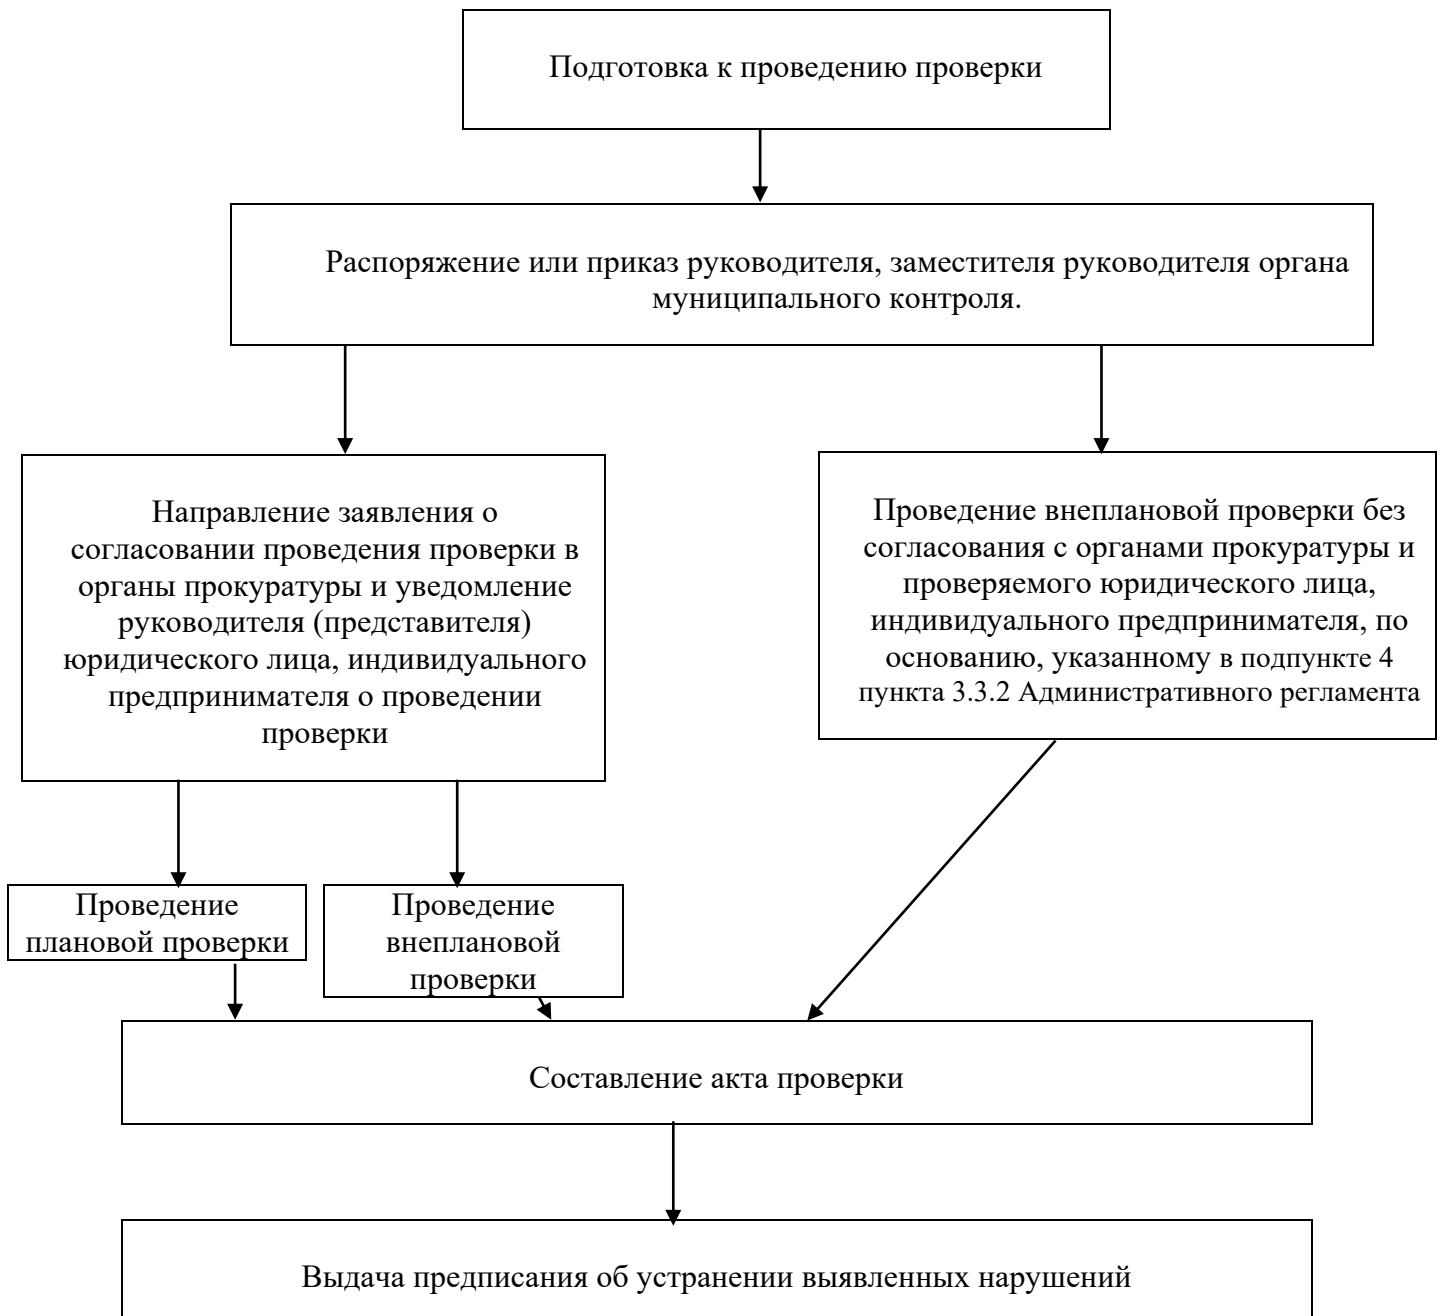 Подготовка к проведению проверки
Распоряжение или приказ руководителя, заместителя руководителя органа
муниципального контроля.
Направление заявления о
согласовании проведения проверки в
органы прокуратуры и уведомление
руководителя (представителя)
юридического лица, индивидуального
предпринимателя о проведении
проверки
Проведение внеплановой проверки без
согласования с органами прокуратуры и
проверяемого юридического лица,
индивидуального предпринимателя, по
основанию, указанному в подпункте 4
пункта 3.3.2 Административного регламента
Проведение
плановой проверки
Проведение
внеплановой
проверки
Составление акта проверки
Выдача предписания об устранении выявленных нарушений